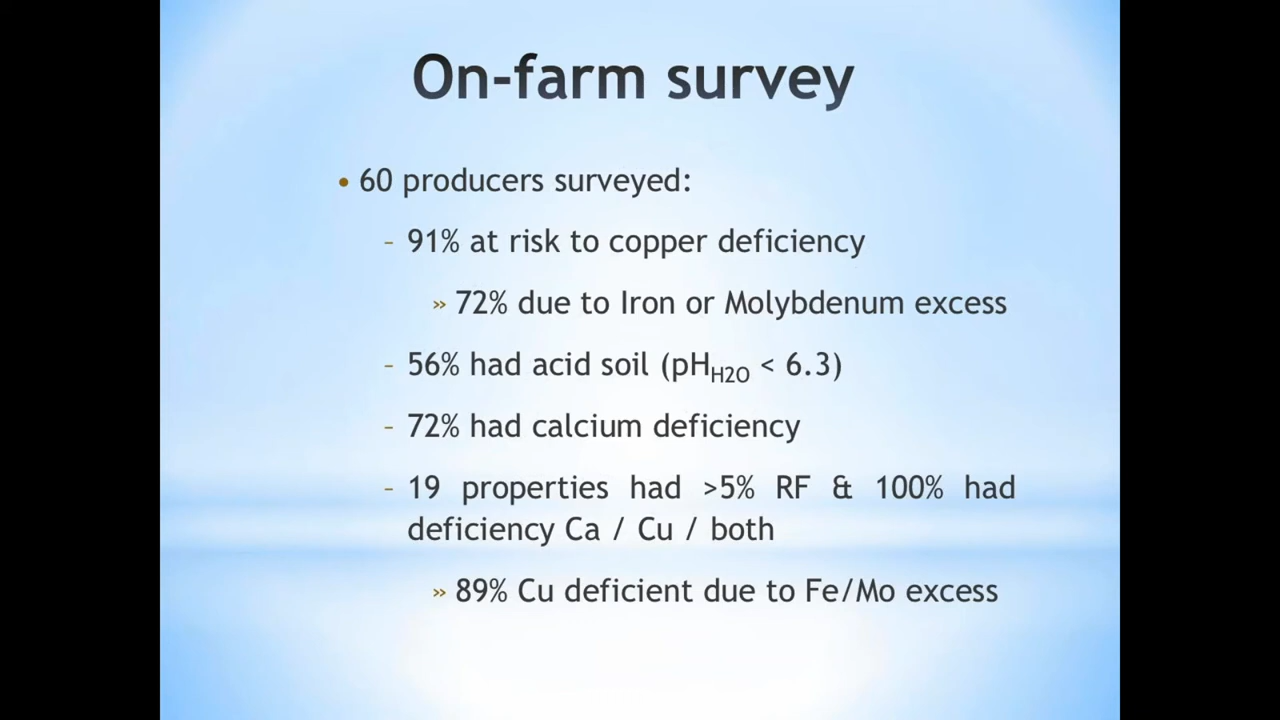 On-farm survey
• 60 producers surveyed:
– 91% at risk to copper deficiency
» 72% due to Iron or Molybdenum excess
– 56% had acid soil (pHH2O < 6.3)
– 72% had calcium deficiency
– 19 properties had >5% RF & 100% had
deficiency Ca / Cu / both
» 89% Cu deficient due to Fe/Mo excess